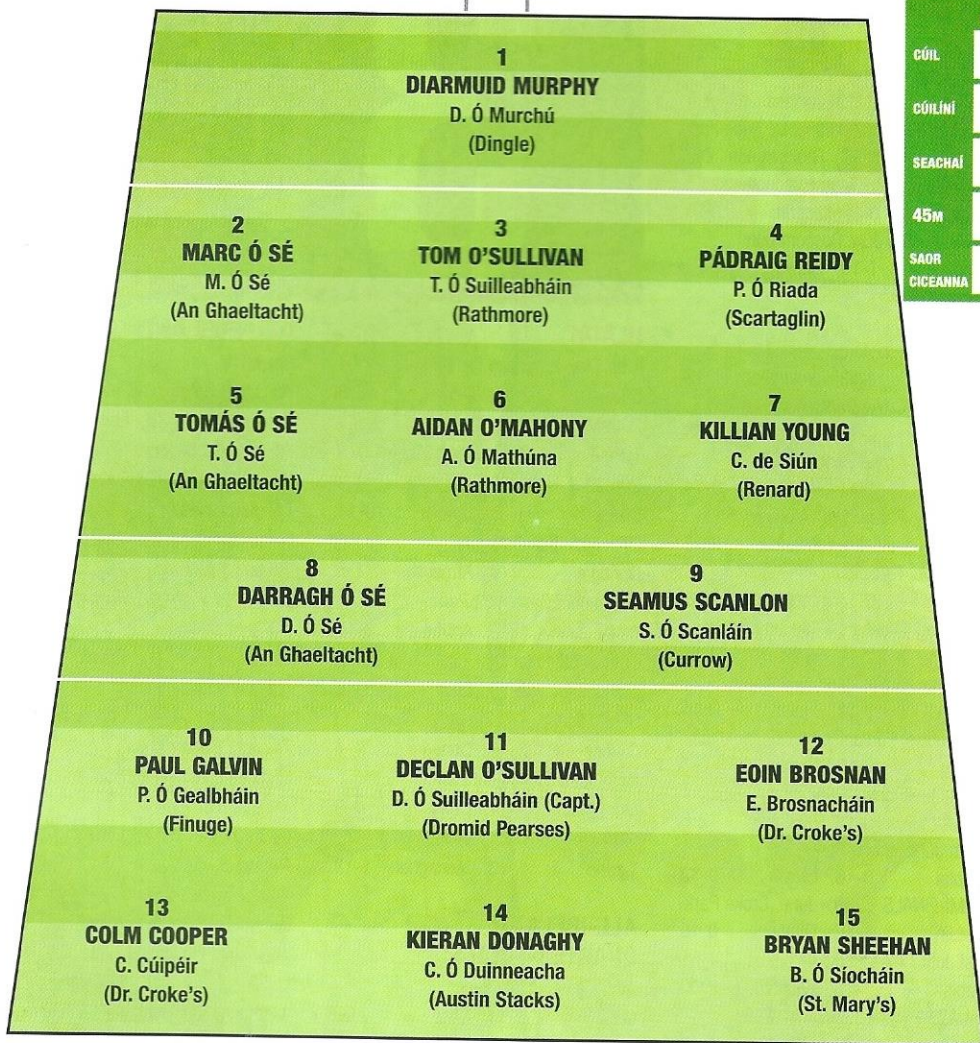 1
DIARMUID MURPHY
D. Ó Murchú
(Dingle)
2
MARC Ó SÉ
M. Ó Sé
(An Ghaeltacht)
3
TOM O'SULLIVAN
T. Ó Suilleabháin
(Rathmore)
4
PÁDRAIG REIDY
P. Ó Riada
(Scartaglin)
5
TOMÁS Ó SÉ
T. Ó Sé
(An Ghaeltacht)
6
AIDAN O'MAHONY
A. Ó Mathúna
(Rathmore)
7
KILLIAN YOUNG
C. de Siún
(Renard)
8
DARRAGH Ó SÉ
D. Ó Sé
(An Ghaeltacht)
9
SEAMUS SCANLON
S. Ó Scanláin
(Currow)
10
PAUL GALVIN
P. Ó Gealbháin
(Finuge)
11
DECLAN O'SULLIVAN
D. Ó Suilleabháin (Capt.)
(Dromid Pearses)
12
EOIN BROSNAN
E. Brosnacháin
(Dr. Croke's)
13
COLM COOPER
C. Cúipéir
(Dr. Croke's)
14
KIERAN DONAGHY
C. Ó Duinneacha
(Austin Stacks)
15
BRYAN SHEEHAN
B. Ó Síocháin
(St. Mary's)
CÚIL
CÚILÍNÍ
SEACHAÍ
45M
SAOR
CICEANNA